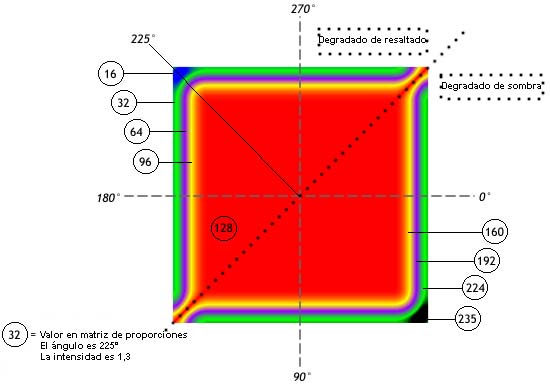 270°
Degradado de resaltado
225°
16
Degradado de sombra
32
64
96
180°
0°
128
160
192
224
235
32 = Valor en matriz de proporciones
El ángulo es 225°
La intensidad es 1,3
90°